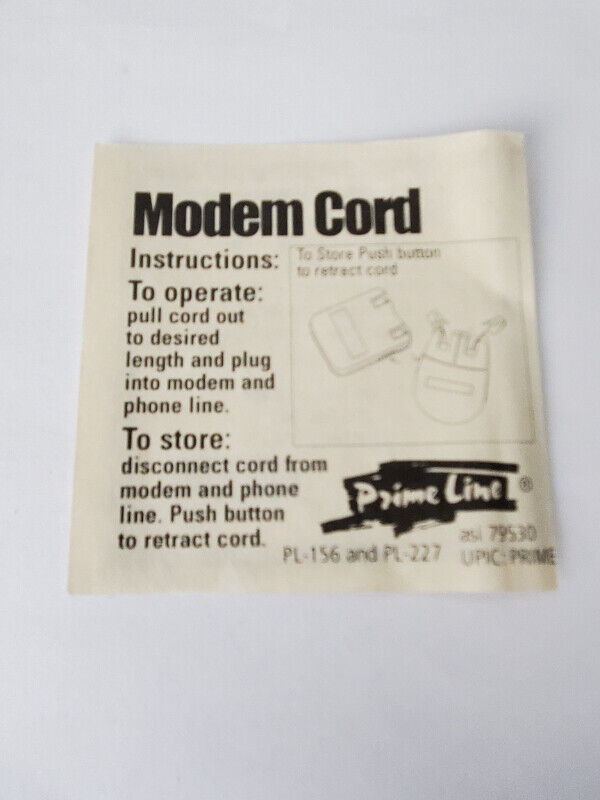 Modem Cord
Instructions:
To operate:
pull cord out
to desired
length and plug
into modem and
phone line.
To store:
disconnect cord from
modem and phone
line. Push button
to retract cord.
To Store Push button
to retract cord
Prime Line®
asi 79530
PL-156 and PL-227
UPIC: PRIME